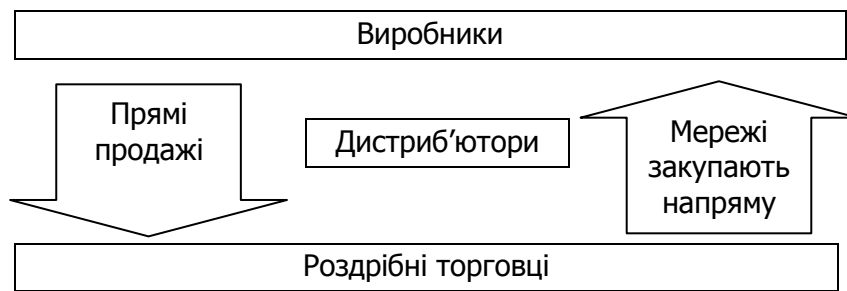 Виробники
Прямі
продажі
Дистриб’ютори
Мережі
закупають
напряму
Роздрібні торговці